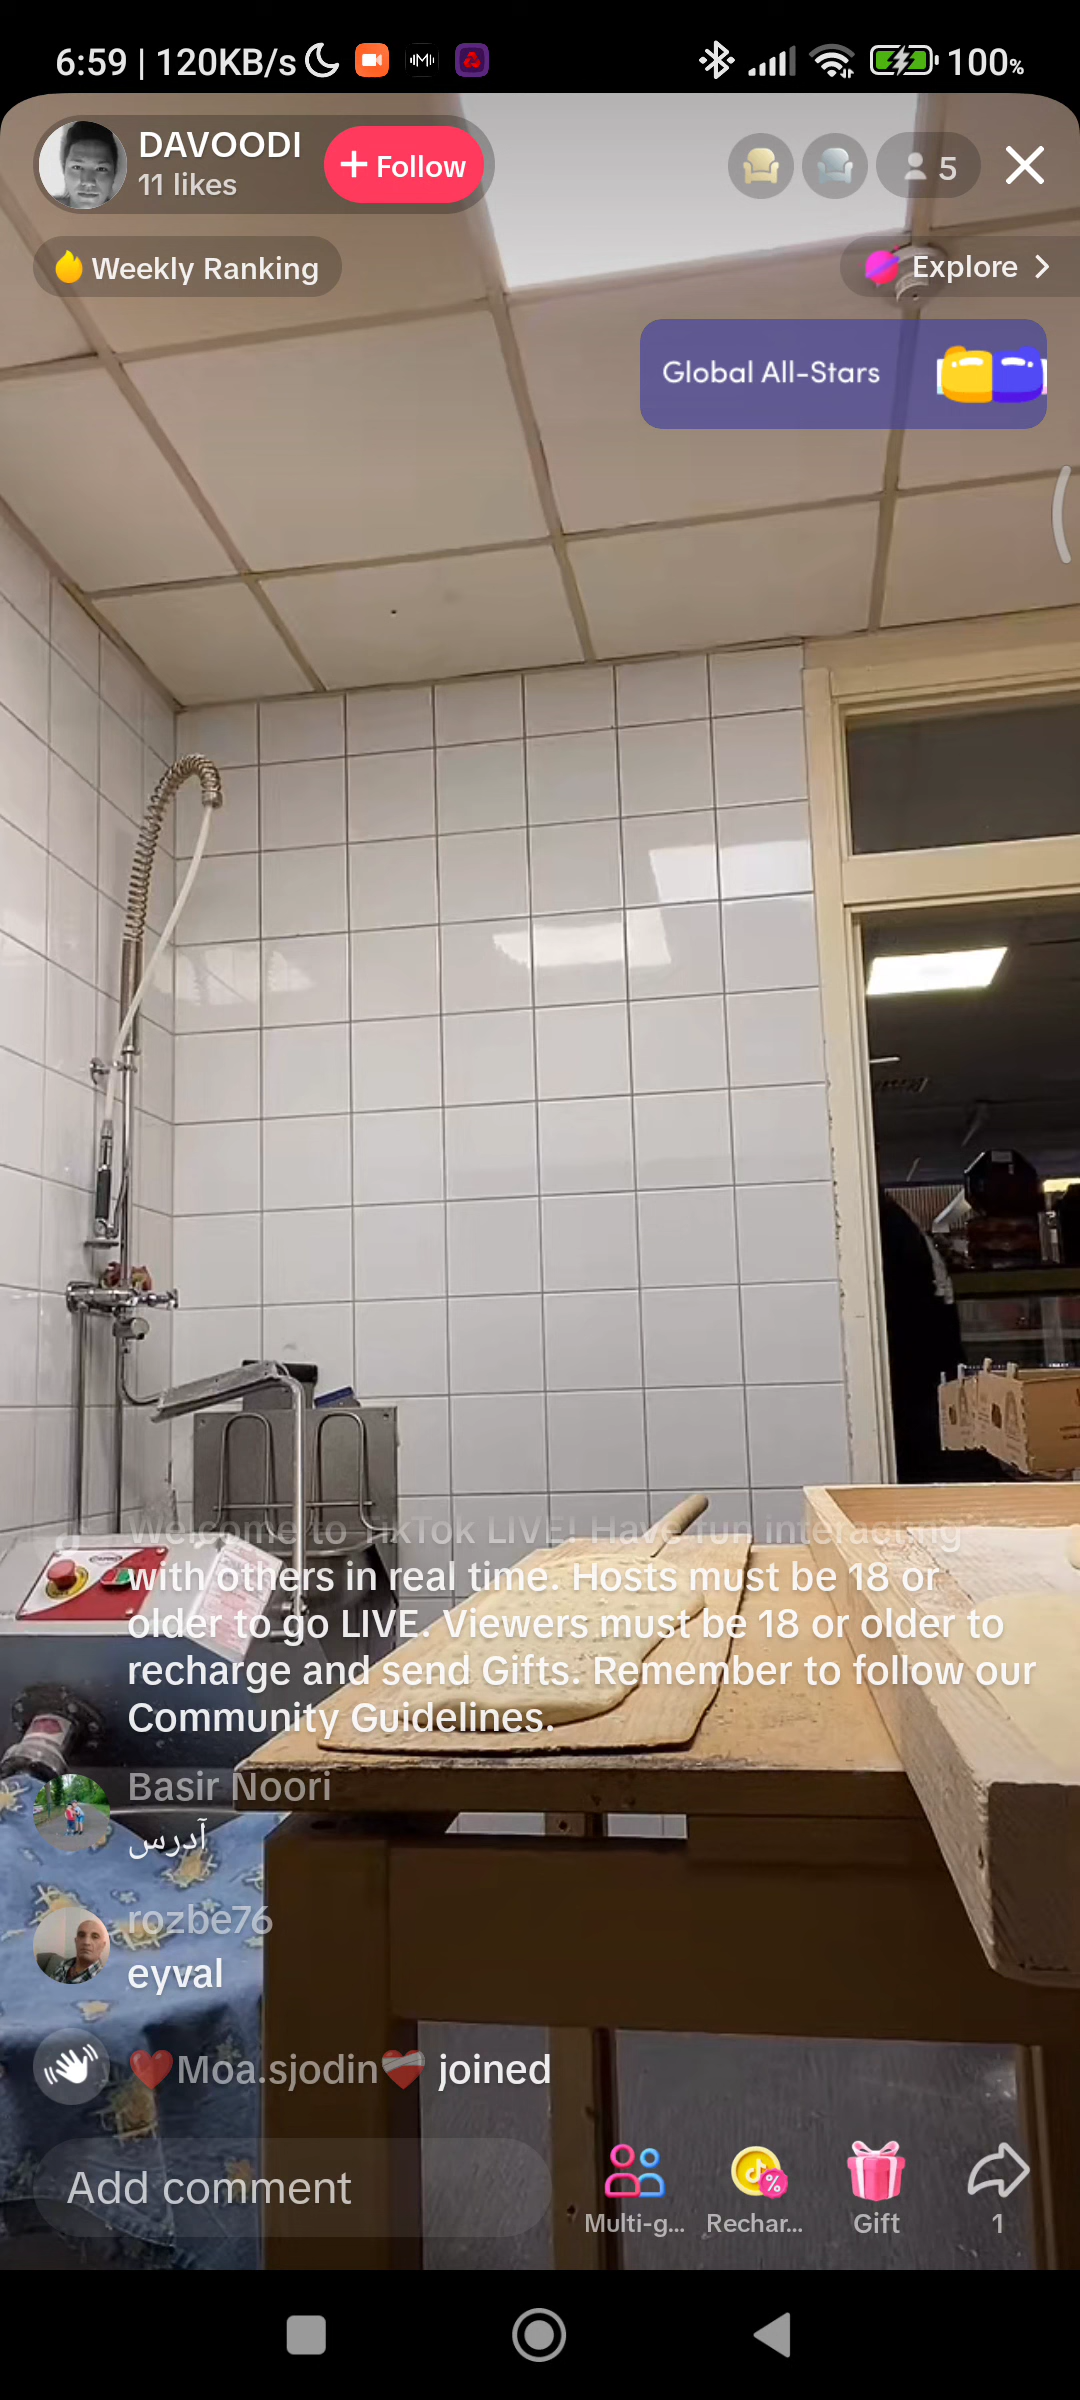 6:59 | 120KB/s
100%
DAVOODI
11 likes
+ Follow
5
Weekly Ranking
Explore
Global All-Stars
Welcome to TikTok LIVE! Have fun interacting
with others in real time. Hosts must be 18 or
older to go LIVE. Viewers must be 18 or older to
recharge and send Gifts. Remember to follow our
Community Guidelines.
Basir Noori
آدرس
rozbe76
eyval
❤️Moa.sjodin❤️‍🩹 joined
Add comment
Multi-g...
Rechar...
Gift
1